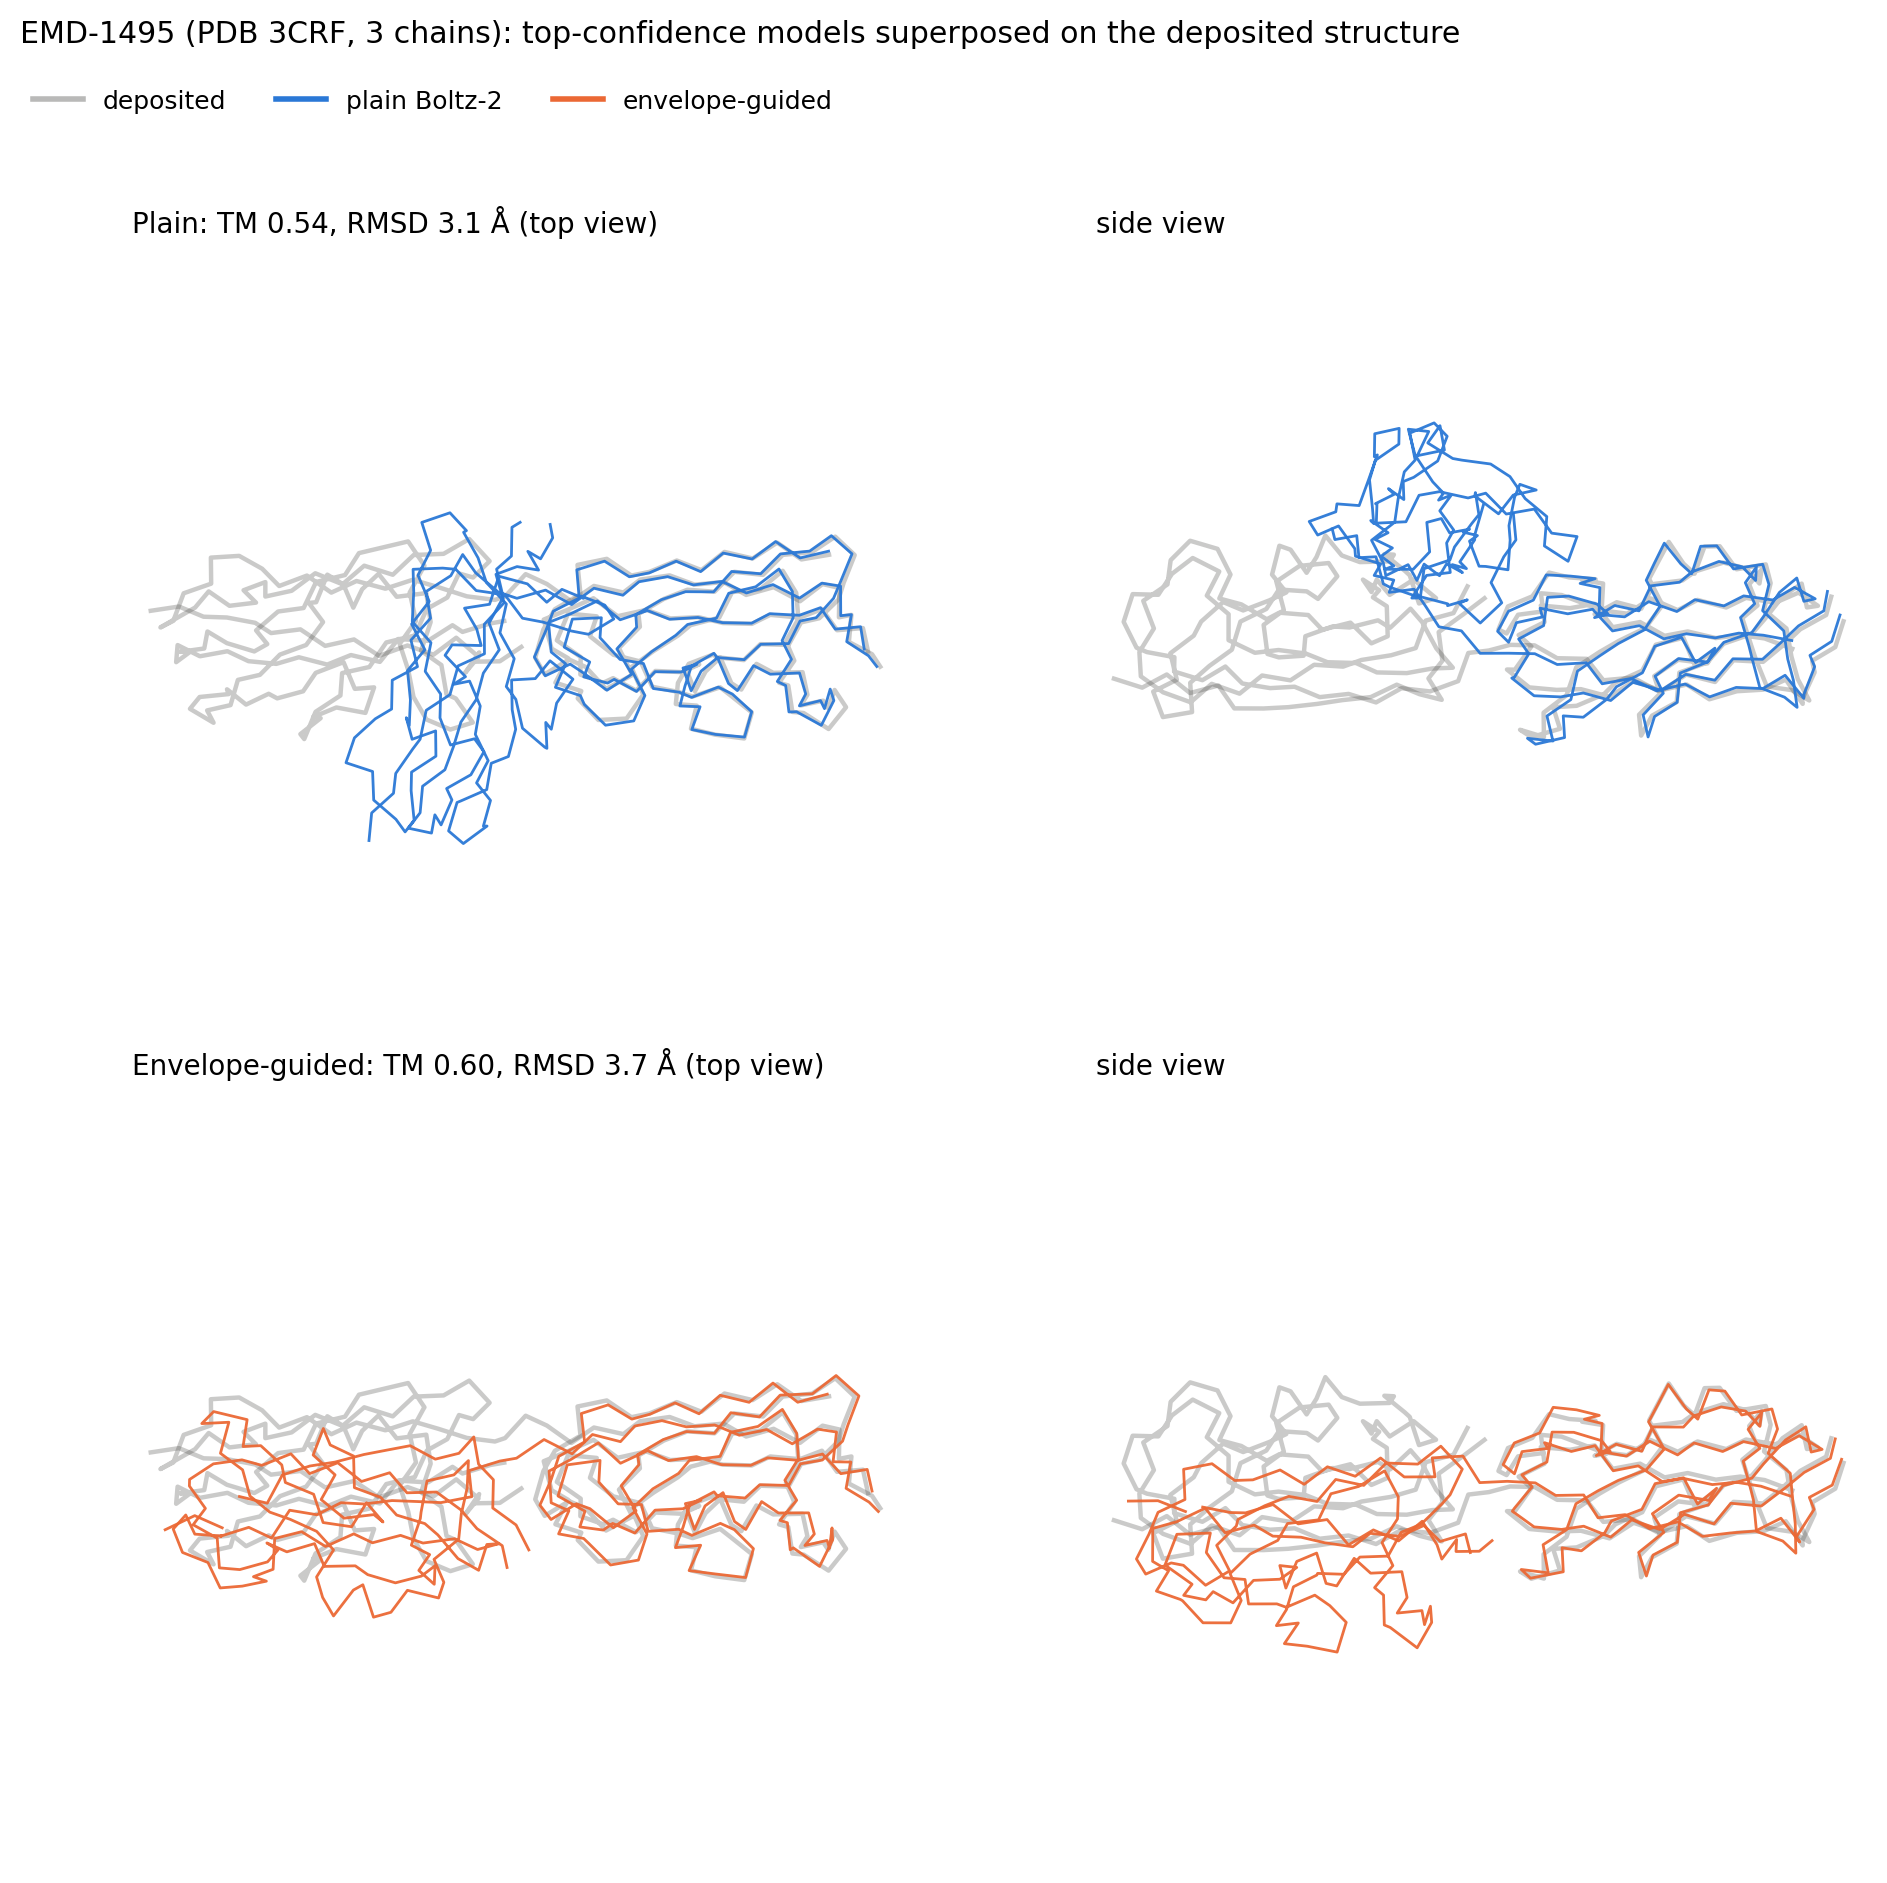 EMD-1495 (PDB 3CRF, 3 chains): top-confidence models superposed on the deposited structure
deposited plain Boltz-2 envelope-guided
Plain: TM 0.54, RMSD 3.1 Å (top view) side view
Envelope-guided: TM 0.60, RMSD 3.7 Å (top view) side view